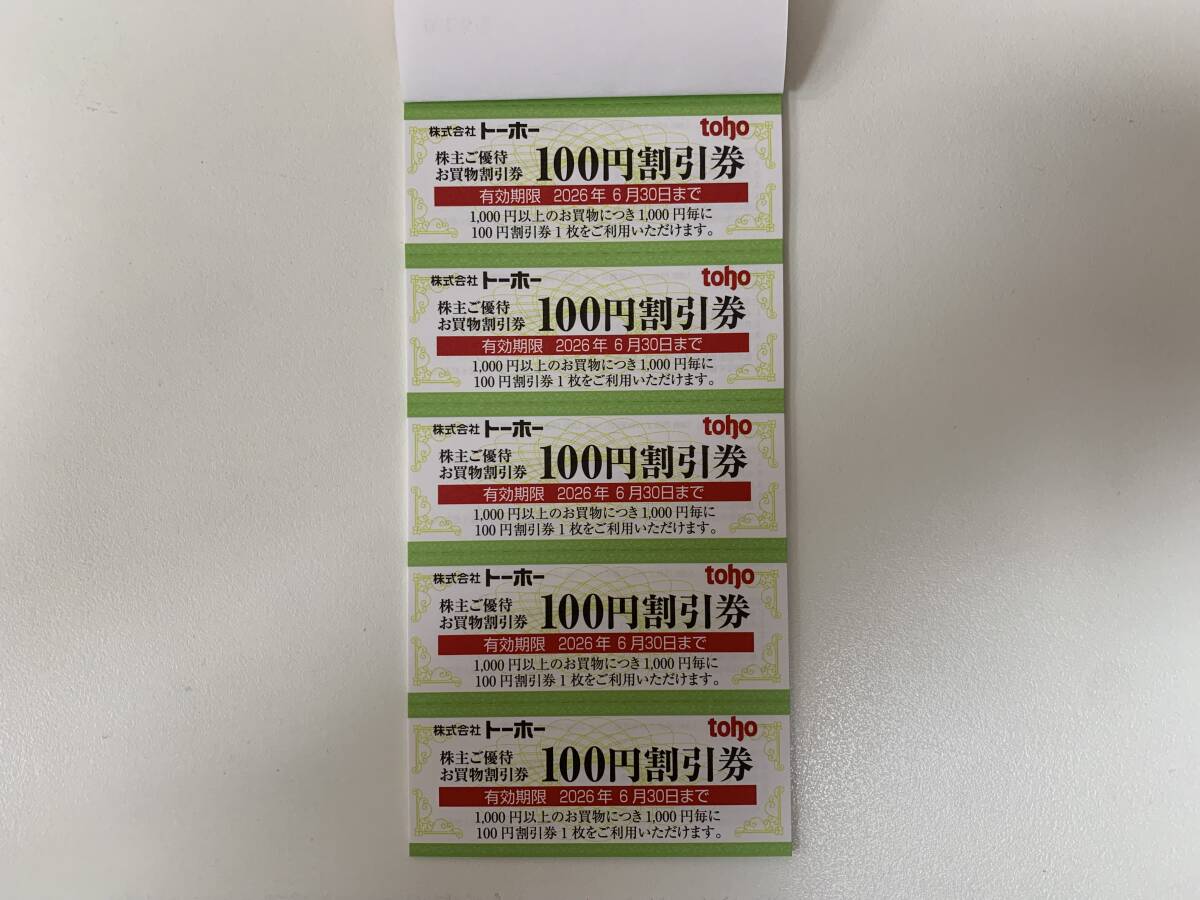 株式会社 トーホー toho
株主ご優待
お買物割引券 100円割引券
有効期限 2026年 6月30日まで
1,000円以上のお買物につき1,000円毎に
100円割引券1枚をご利用いただけます。
株式会社 トーホー toho
株主ご優待
お買物割引券 100円割引券
有効期限 2026年 6月30日まで
1,000円以上のお買物につき1,000円毎に
100円割引券1枚をご利用いただけます。
株式会社 トーホー toho
株主ご優待
お買物割引券 100円割引券
有効期限 2026年 6月30日まで
1,000円以上のお買物につき1,000円毎に
100円割引券1枚をご利用いただけます。
株式会社 トーホー toho
株主ご優待
お買物割引券 100円割引券
有効期限 2026年 6月30日まで
1,000円以上のお買物につき1,000円毎に
100円割引券1枚をご利用いただけます。
株式会社 トーホー toho
株主ご優待
お買物割引券 100円割引券
有効期限 2026年 6月30日まで
1,000円以上のお買物につき1,000円毎に
100円割引券1枚をご利用いただけます。